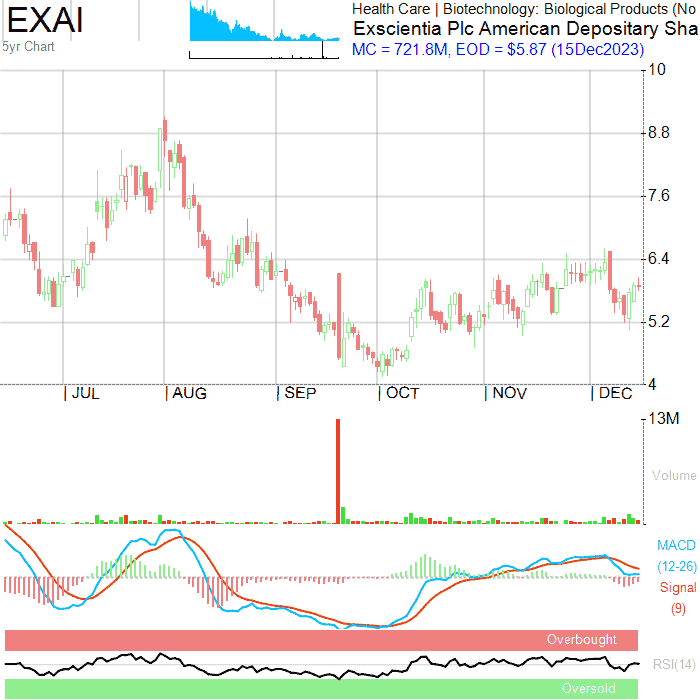 EXAI
5yr Chart
Health Care | Biotechnology: Biological Products (No
Exscientia Plc American Depositary Sha
MC = 721.8M, EOD = $5.87 (15Dec2023)
10
8.8
7.6
6.4
5.2
4
| JUL | AUG | SEP | OCT | NOV | DEC
13M
Volume
MACD
(12-26)
Signal
(9)
Overbought
RSI(14)
Oversold